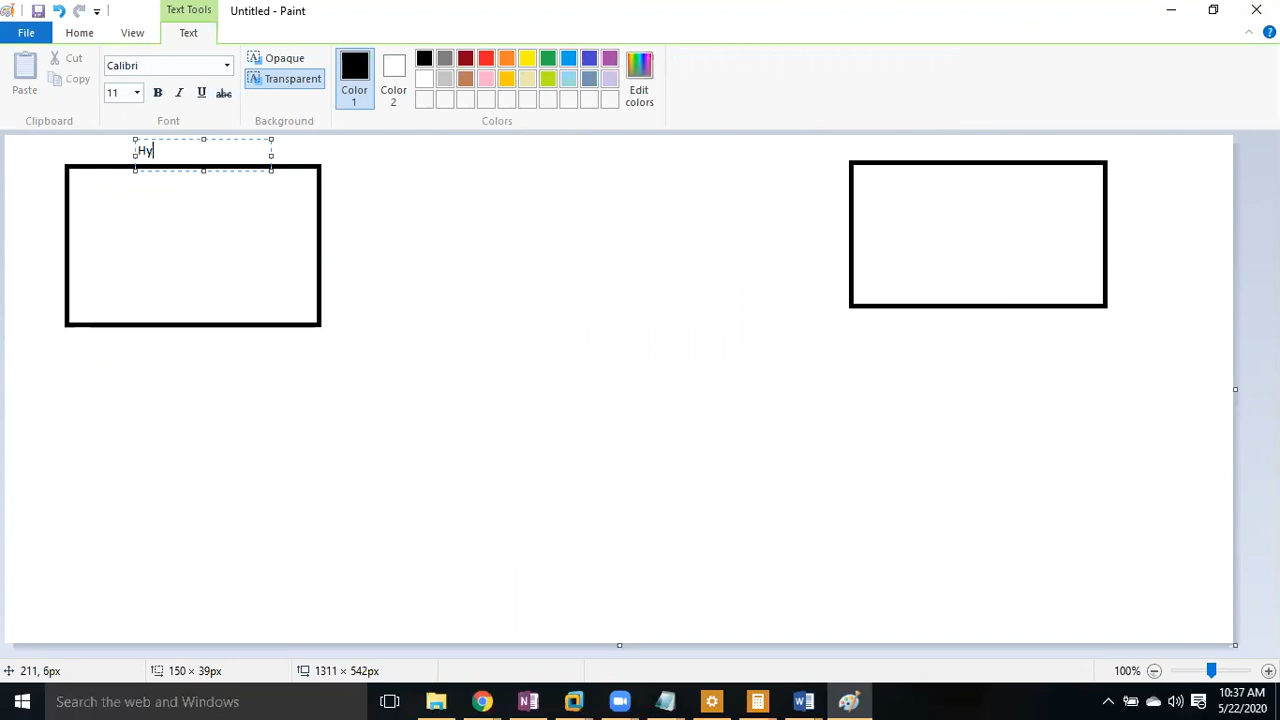 Text Tools
Untitled - Paint
File
Home
View
Text
Paste
Cut
Copy
Clipboard
Calibri
11
B I U abc
Font
Opaque
Transparent
Background
Color 1
Color 2
Edit colors
Colors
Hy
211, 6px
150 × 39px
1311 × 542px
100%
Search the web and Windows
10:37 AM
5/22/2020